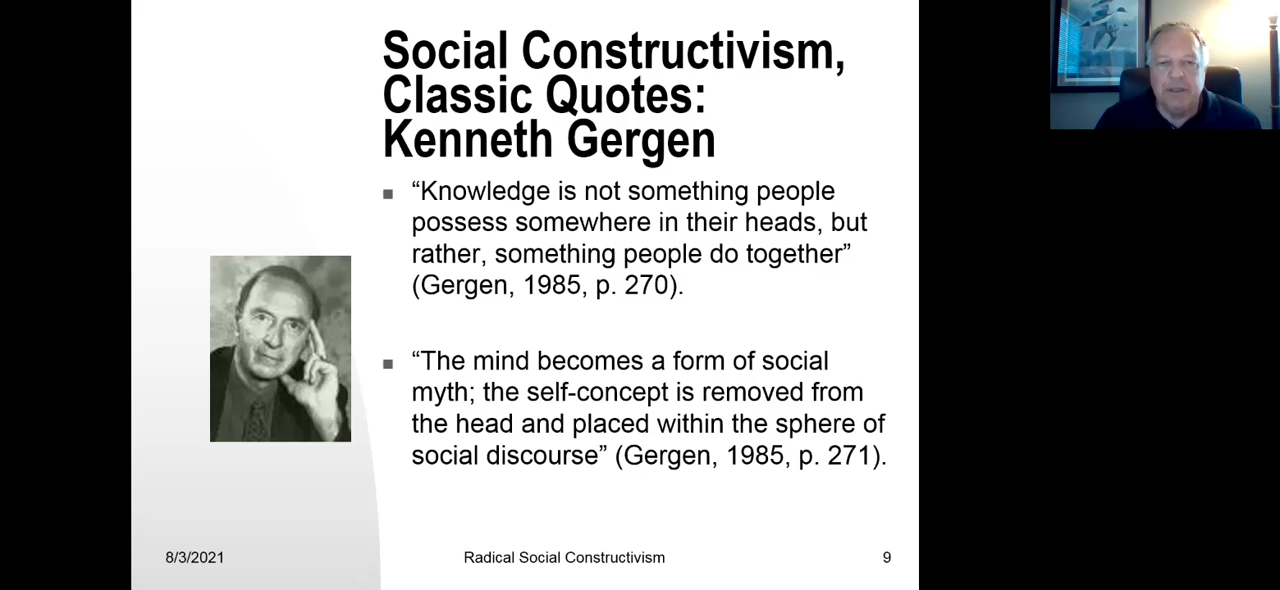 Social Constructivism,
Classic Quotes:
Kenneth Gergen
■ “Knowledge is not something people
possess somewhere in their heads, but
rather, something people do together”
(Gergen, 1985, p. 270).
■ “The mind becomes a form of social
myth; the self-concept is removed from
the head and placed within the sphere of
social discourse” (Gergen, 1985, p. 271).
8/3/2021 Radical Social Constructivism 9